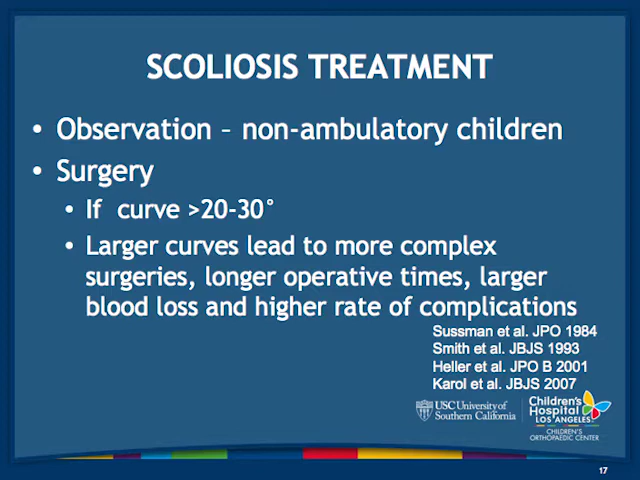 SCOLIOSIS TREATMENT
• Observation – non-ambulatory children
• Surgery
• If curve >20-30°
• Larger curves lead to more complex
surgeries, longer operative times, larger
blood loss and higher rate of complications
Sussman et al. JPO 1984
Smith et al. JBJS 1993
Heller et al. JPO B 2001
Karol et al. JBJS 2007
USC University of
Southern California
Children's
Hospital
LOS ANGELES
CHILDREN'S
ORTHOPAEDIC CENTER
17